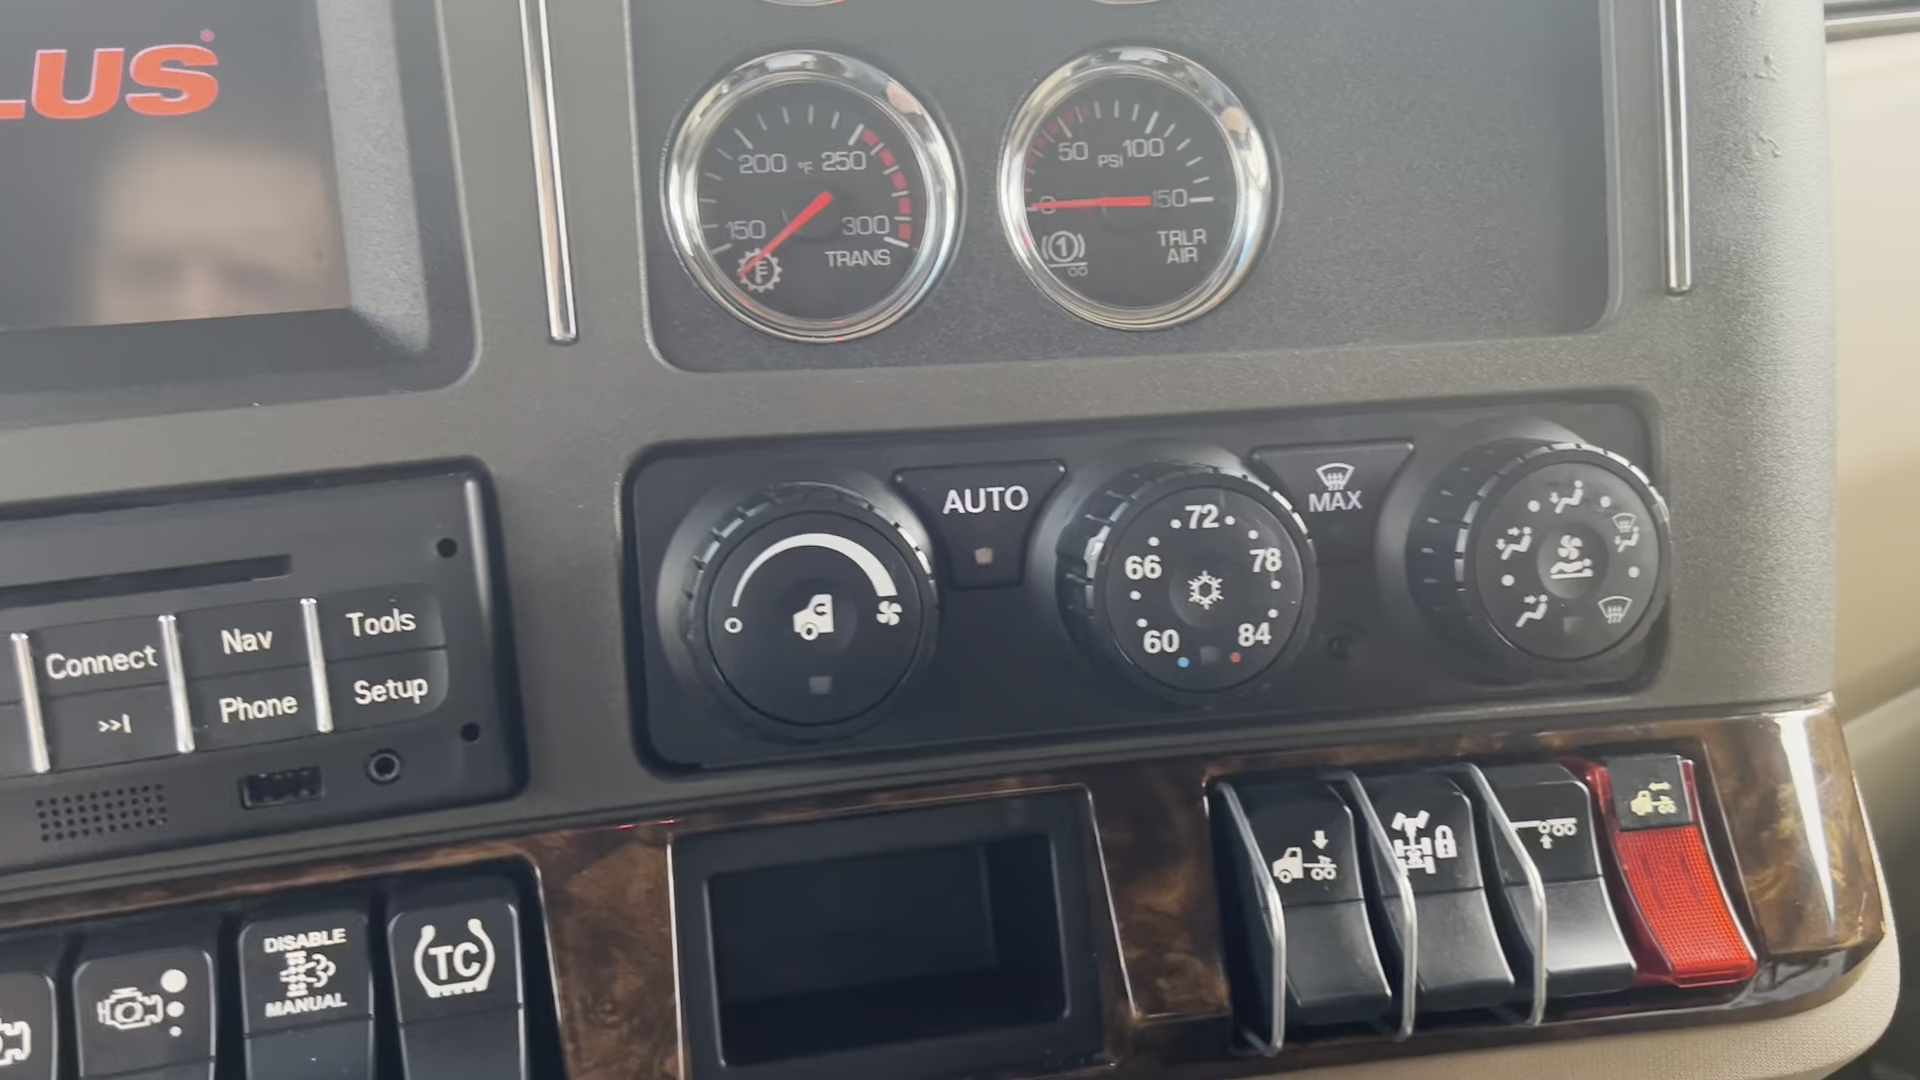 LUS
200 °F 250
150 300
TRANS
50 PSI 100
0 150
TRLR
AIR
AUTO
72
66 78
60 84
MAX
O
Connect Nav Tools
>>| Phone Setup
DISABLE
MANUAL
TC